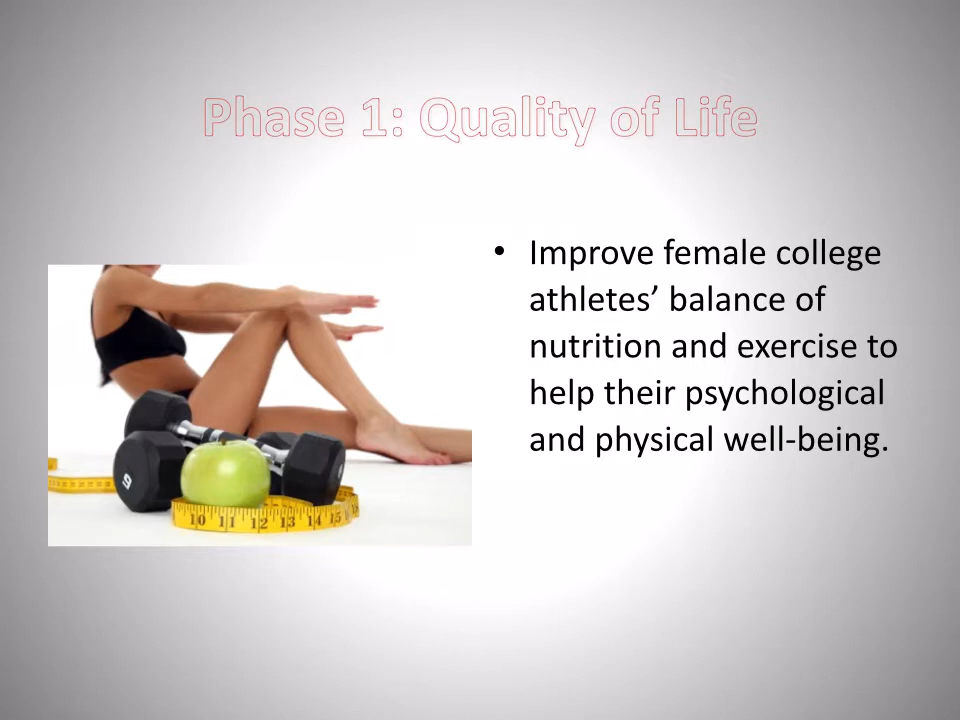 Phase 1: Quality of Life
• Improve female college
athletes’ balance of
nutrition and exercise to
help their psychological
and physical well-being.
9
10 11 12 13 14 15